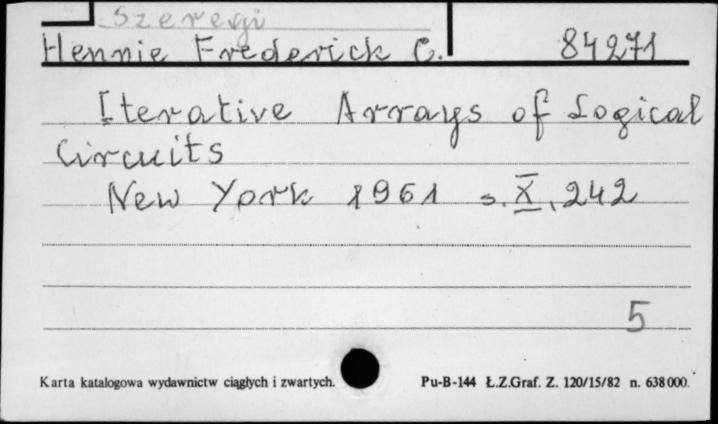 Szeregi
Hennie Frederick C. 84271
Iterative Arrays of Logical
Circuits
New York 1961 s. X, 242
5
Karta katalogowa wydawnictw ciągłych i zwartych. Pu-B-144 Ł.Z.Graf. Z. 120/15/82 n. 638000.